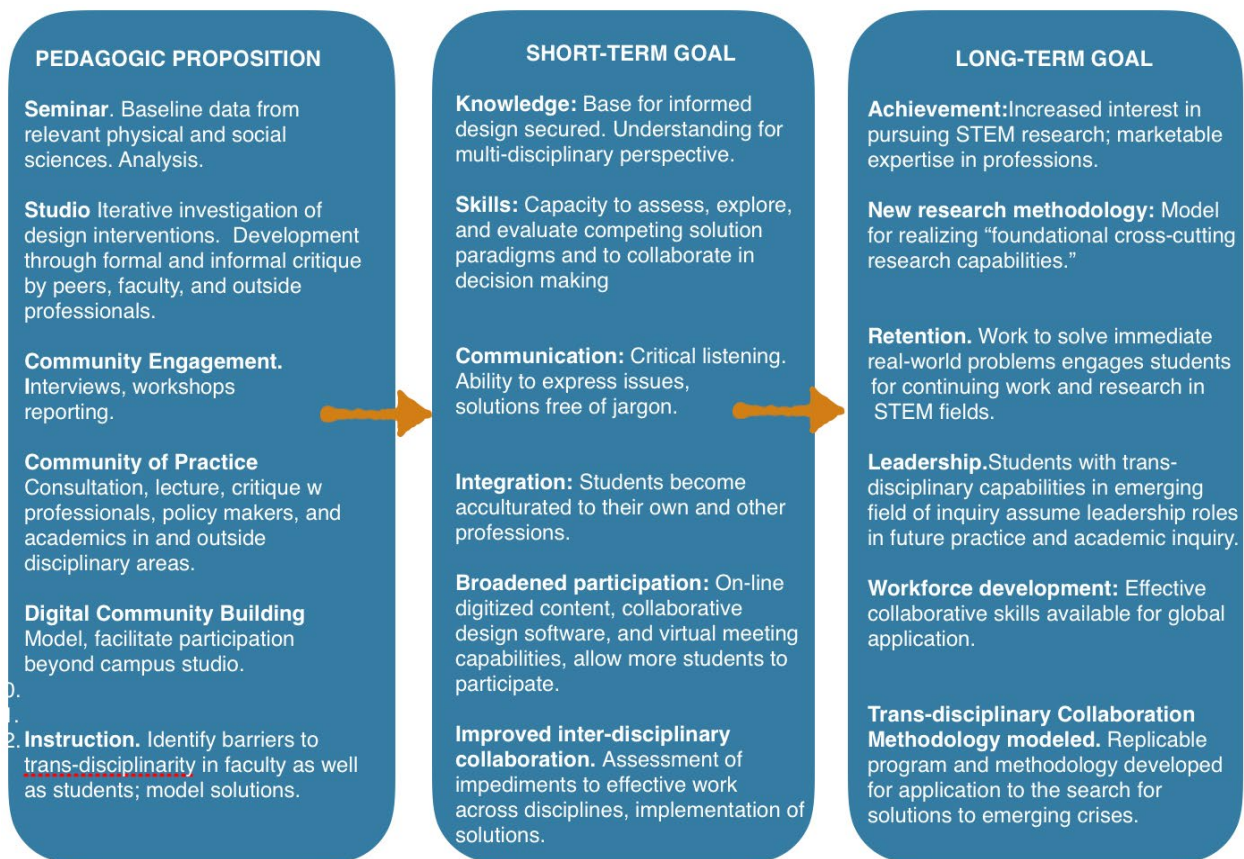 PEDAGOGIC PROPOSITION
Seminar. Baseline data from
relevant physical and social
sciences. Analysis.
Studio Iterative investigation of
design interventions.  Development
through formal and informal critique
by peers, faculty, and outside
professionals.
Community Engagement.
Interviews, workshops
reporting.
Community of Practice
Consultation, lecture, critique w
professionals, policy makers, and
academics in and outside
disciplinary areas.
Digital Community Building
Model, facilitate participation
beyond campus studio.
0.
1.
2. Instruction. Identify barriers to
trans-disciplinarity in faculty as well
as students; model solutions.
SHORT-TERM GOAL
Knowledge: Base for informed
design secured. Understanding for
multi-disciplinary perspective.
Skills: Capacity to assess, explore,
and evaluate competing solution
paradigms and to collaborate in
decision making
Communication: Critical listening.
Ability to express issues,
solutions free of jargon.
Integration: Students become
acculturated to their own and other
professions.
Broadened participation: On-line
digitized content, collaborative
design software, and virtual meeting
capabilities, allow more students to
participate.
Improved inter-disciplinary
collaboration. Assessment of
impediments to effective work
across disciplines, implementation of
solutions.
LONG-TERM GOAL
Achievement:Increased interest in
pursuing STEM research; marketable
expertise in professions.
New research methodology: Model
for realizing “foundational cross-cutting
research capabilities.”
Retention. Work to solve immediate
real-world problems engages students
for continuing work and research in
STEM fields.
Leadership.Students with trans-
disciplinary capabilities in emerging
field of inquiry assume leadership roles
in future practice and academic inquiry.
Workforce development: Effective
collaborative skills available for global
application.
Trans-disciplinary Collaboration
Methodology modeled. Replicable
program and methodology developed
for application to the search for
solutions to emerging crises.